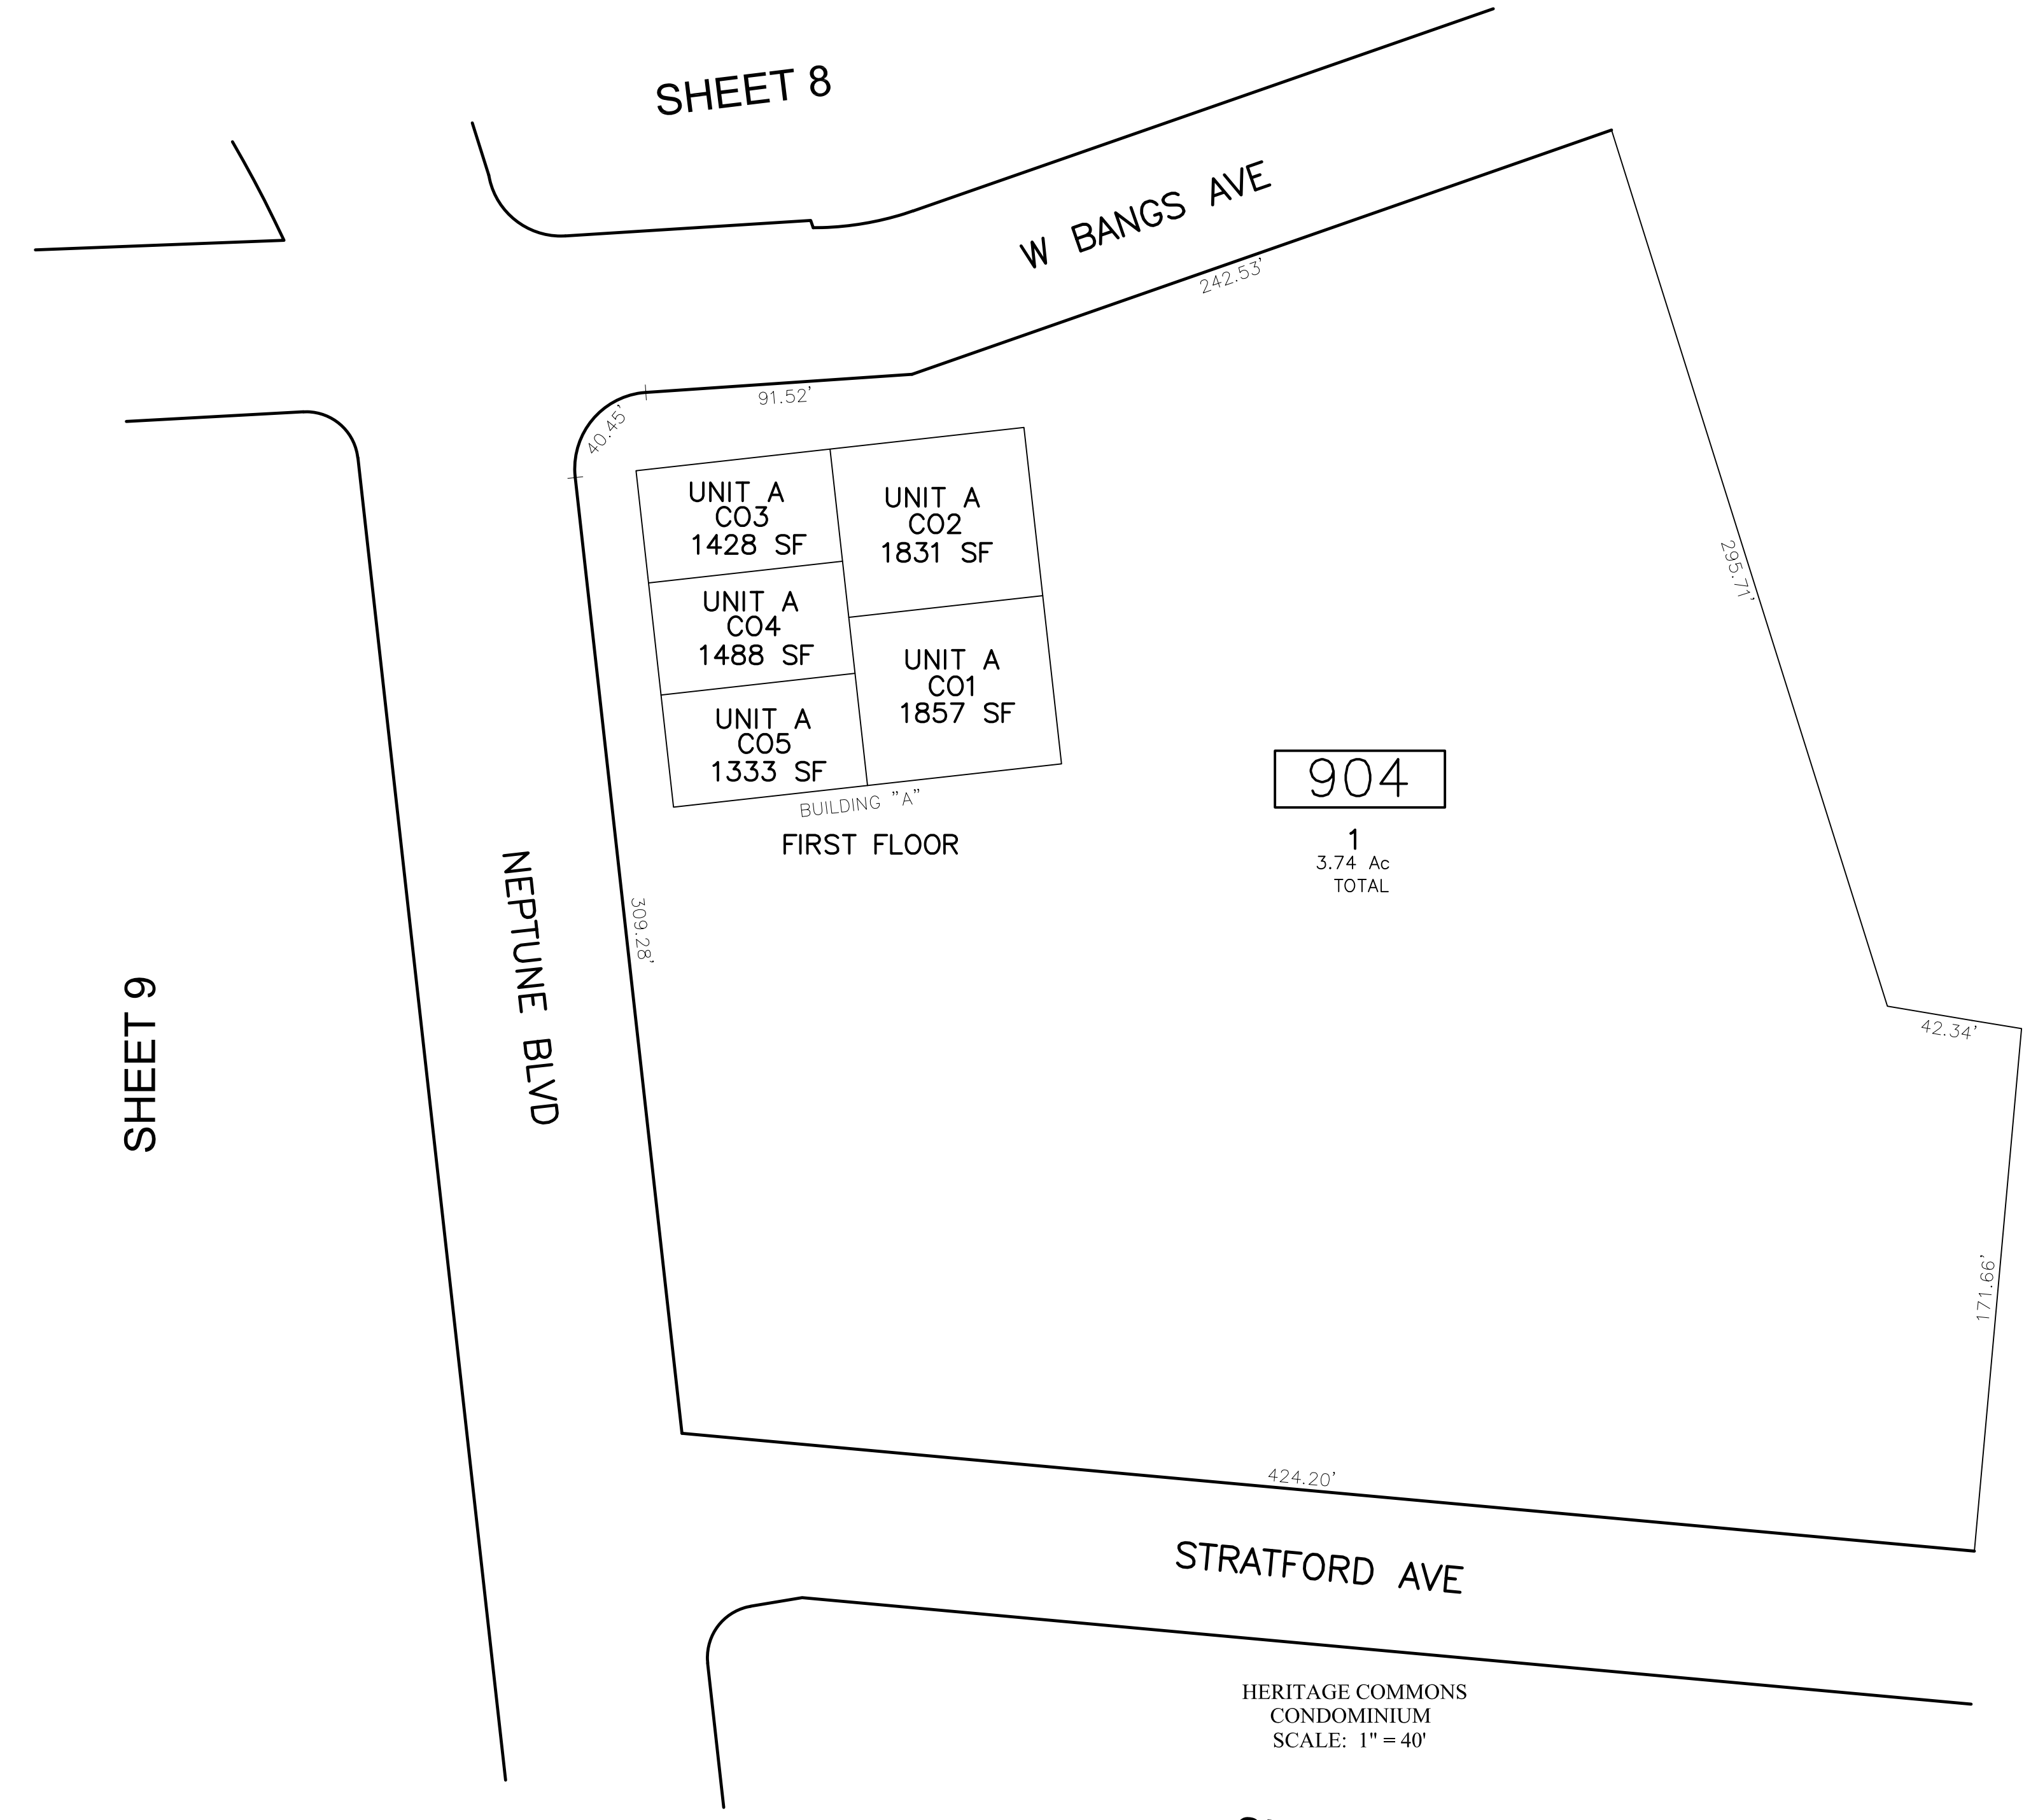 SHEET 8
W BANGS AVE
242.53'
91.52'
40.45'
UNIT A
C03
1428 SF
UNIT A
C02
1831 SF
UNIT A
C04
1488 SF
UNIT A
C01
1857 SF
UNIT A
C05
1333 SF
BUILDING "A"
FIRST FLOOR
295.71'
904
1
3.74 Ac
TOTAL
NEPTUNE BLVD
309.28'
SHEET 9
42.34'
171.66'
424.20'
STRATFORD AVE
HERITAGE COMMONS
CONDOMINIUM
SCALE: 1" = 40'